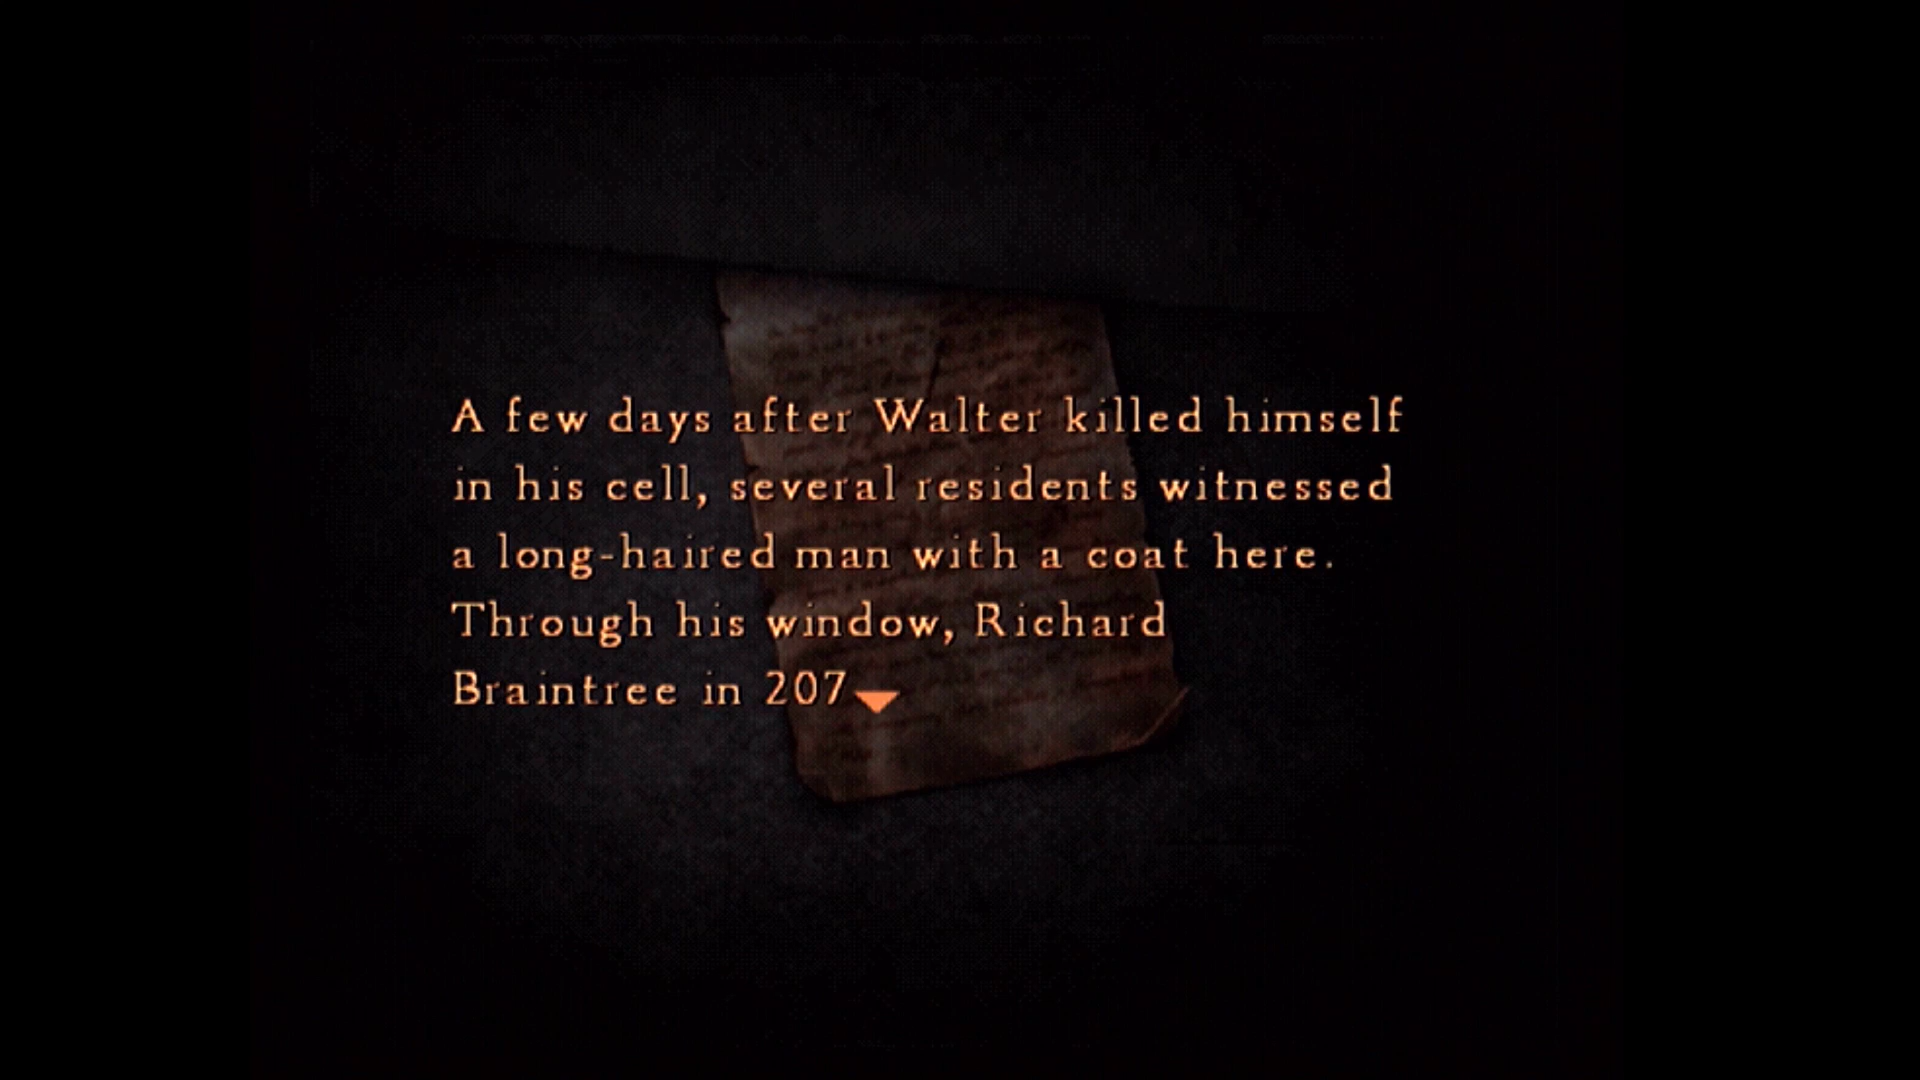 A few days after Walter killed himself
in his cell, several residents witnessed
a long-haired man with a coat here.
Through his window, Richard
Braintree in 207